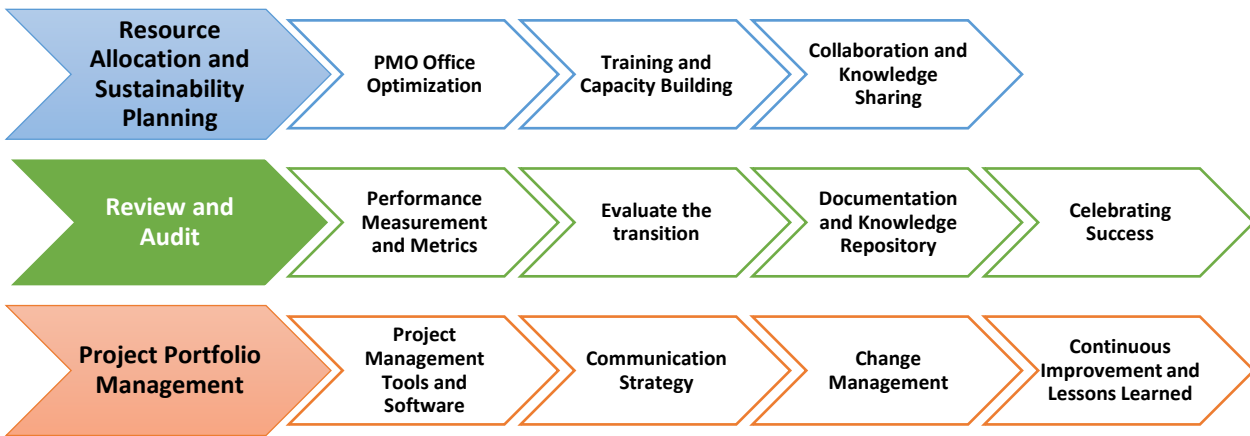 Resource
Allocation and
Sustainability
Planning
PMO Office
Optimization
Training and
Capacity Building
Collaboration and
Knowledge
Sharing
Review and
Audit
Performance
Measurement
and Metrics
Evaluate the
transition
Documentation
and Knowledge
Repository
Celebrating
Success
Project Portfolio
Management
Project
Management
Tools and
Software
Communication
Strategy
Change
Management
Continuous
Improvement and
Lessons Learned